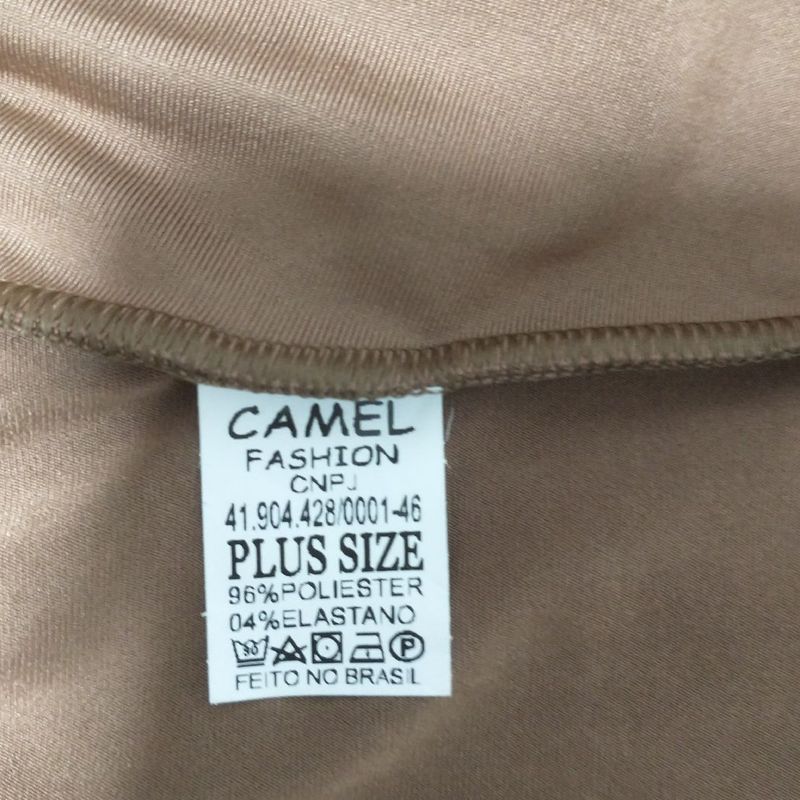 CAMEL
FASHION
CNPJ
41.904.428/0001-46
PLUS SIZE
96%POLIESTER
04%ELASTANO
P
FEITO NO BRASIL